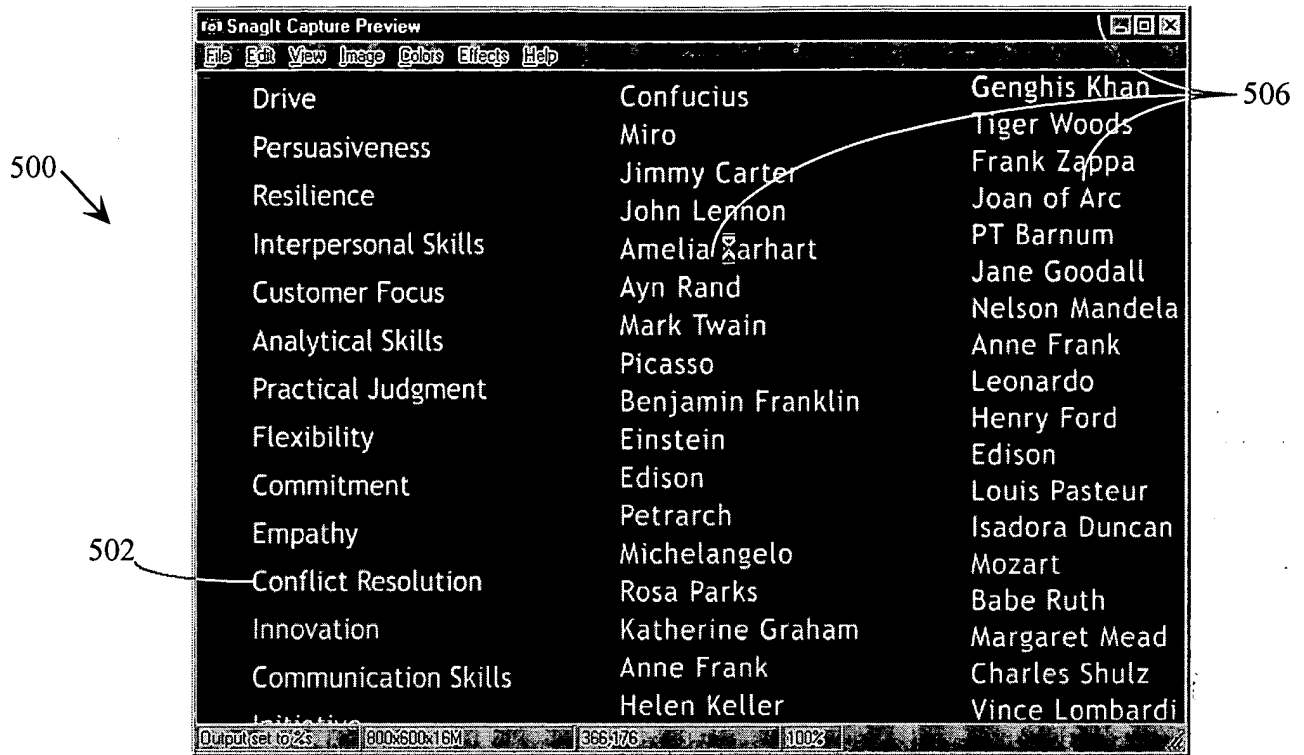 SnagIt Capture Preview
File Edit View Image Colors Effects Help
500
502
506
Drive
Persuasiveness
Resilience
Interpersonal Skills
Customer Focus
Analytical Skills
Practical Judgment
Flexibility
Commitment
Empathy
Conflict Resolution
Innovation
Communication Skills
Initiative
Confucius
Miro
Jimmy Carter
John Lennon
Amelia Earhart
Ayn Rand
Mark Twain
Picasso
Benjamin Franklin
Einstein
Edison
Petrarch
Michelangelo
Rosa Parks
Katherine Graham
Anne Frank
Helen Keller
Genghis Khan
Tiger Woods
Frank Zappa
Joan of Arc
PT Barnum
Jane Goodall
Nelson Mandela
Anne Frank
Leonardo
Henry Ford
Edison
Louis Pasteur
Isadora Duncan
Mozart
Babe Ruth
Margaret Mead
Charles Shulz
Vince Lombardi
Output set to %s 800x600x16M 366,176 100%